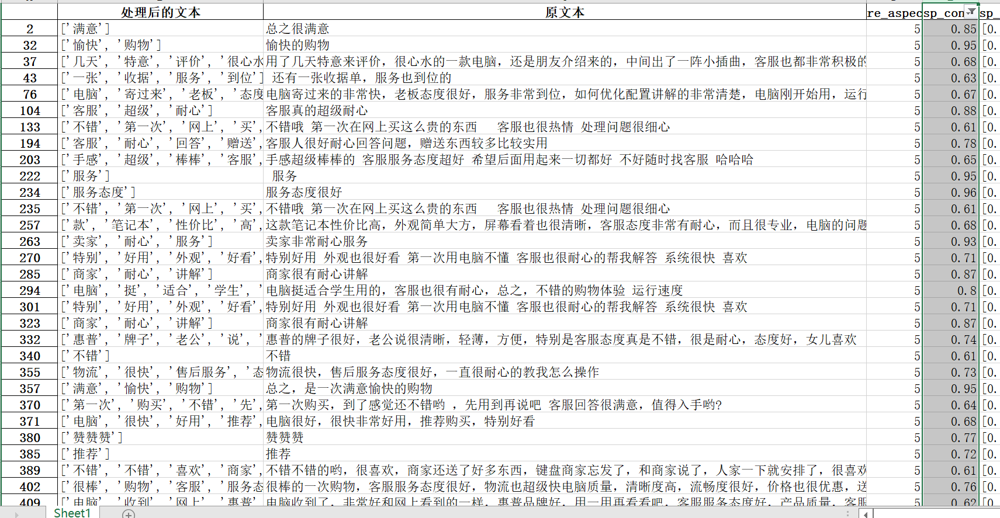 处理后的文本 原文本 re_aspec sp_con sp_
2 ['满意'] 总之很满意 5 0.85 [0.
32 ['愉快', '购物'] 愉快的购物 5 0.95 [0.
37 ['几天', '特意', '评价', '很心水 用了几天特意来评价，很心水的一款电脑，还是朋友介绍来的，中间出了一阵小插曲，客服也都非常积极的 5 0.68 [0.
43 ['一张', '收据', '服务', '到位'] 还有一张收据单，服务也到位的 5 0.63 [0.
76 ['电脑', '寄过来', '老板', '态度 电脑寄过来的非常快，老板态度很好，服务非常到位，如何优化配置讲解的非常清楚，电脑刚开始用，运行 5 0.67 [0.
104 ['客服', '超级', '耐心'] 客服真的超级耐心 5 0.88 [0.
133 ['不错', '第一次', '网上', '买', 不错哦 第一次在网上买这么贵的东西 客服也很热情 处理问题很细心 5 0.61 [0.
194 ['客服', '耐心', '回答', '赠送', 客服人很好耐心回答问题，赠送东西较多比较实用 5 0.78 [0.
203 ['手感', '超级', '棒棒', '客服', 手感超级棒棒的 客服服务态度超好 希望后面用起来一切都好 不好随时找客服 哈哈哈 5 0.65 [0.
222 ['服务'] 服务 5 0.95 [0.
234 ['服务态度'] 服务态度很好 5 0.96 [0.
235 ['不错', '第一次', '网上', '买', 不错哦 第一次在网上买这么贵的东西 客服也很热情 处理问题很细心 5 0.61 [0.
257 ['款', '笔记本', '性价比', '高', 这款笔记本性价比高，外观简单大方，屏幕看着也很清晰，客服态度非常有耐心，而且很专业，电脑的问题 5 0.68 [0.
263 ['卖家', '耐心', '服务'] 卖家非常耐心服务 5 0.93 [0.
270 ['特别', '好用', '外观', '好看', 特别好用 外观也很好看 第一次用电脑不懂 客服也很耐心的帮我解答 系统很快 喜欢 5 0.71 [0.
285 ['商家', '耐心', '讲解'] 商家很有耐心讲解 5 0.87 [0.
294 ['电脑', '挺', '适合', '学生', ' 电脑挺适合学生用的，客服也很有耐心，总之，不错的购物体验 运行速度 5 0.8 [0.
301 ['特别', '好用', '外观', '好看', 特别好用 外观也很好看 第一次用电脑不懂 客服也很耐心的帮我解答 系统很快 喜欢 5 0.71 [0.
323 ['商家', '耐心', '讲解'] 商家很有耐心讲解 5 0.87 [0.
332 ['惠普', '牌子', '老公', '说', ' 惠普的牌子很好，老公说很清晰，轻薄，方便，特别是客服态度真是不错，很是耐心，态度好，女儿喜欢 5 0.74 [0.
340 ['不错'] 不错 5 0.61 [0.
355 ['物流', '很快', '售后服务', '态 物流很快，售后服务态度很好，一直很耐心的教我怎么操作 5 0.73 [0.
357 ['满意', '愉快', '购物'] 总之，是一次满意愉快的购物 5 0.95 [0.
370 ['第一次', '购买', '不错', '先', 第一次购买，到了感觉还不错哟 ，先用到再说吧 客服回答很满意，值得入手哟? 5 0.64 [0.
371 ['电脑', '很快', '好用', '推荐', 电脑很好，很快非常好用，推荐购买，特别好看 5 0.68 [0.
380 ['赞赞赞'] 赞赞赞 5 0.77 [0.
385 ['推荐'] 推荐 5 0.72 [0.
389 ['不错', '不错', '喜欢', '商家', 不错不错的哟，很喜欢，商家还送了好多东西，键盘商家忘发了，和商家说了，人家一下就安排了，很喜欢 5 0.61 [0.
402 ['很棒', '购物', '客服', '服务态 很棒的一次购物，客服服务态度很好，物流也超级快电脑质量，清晰度高，流畅度很好，价格也很优惠，送 5 0.76 [0.
409 ['电脑', '收到', '网上', '惠普', 电脑收到了，非常好和网上看到的一样，惠普品牌好，用一用再看看吧，客服服务态度好，产品质量，客服 5 0.62 [0.
Sheet1